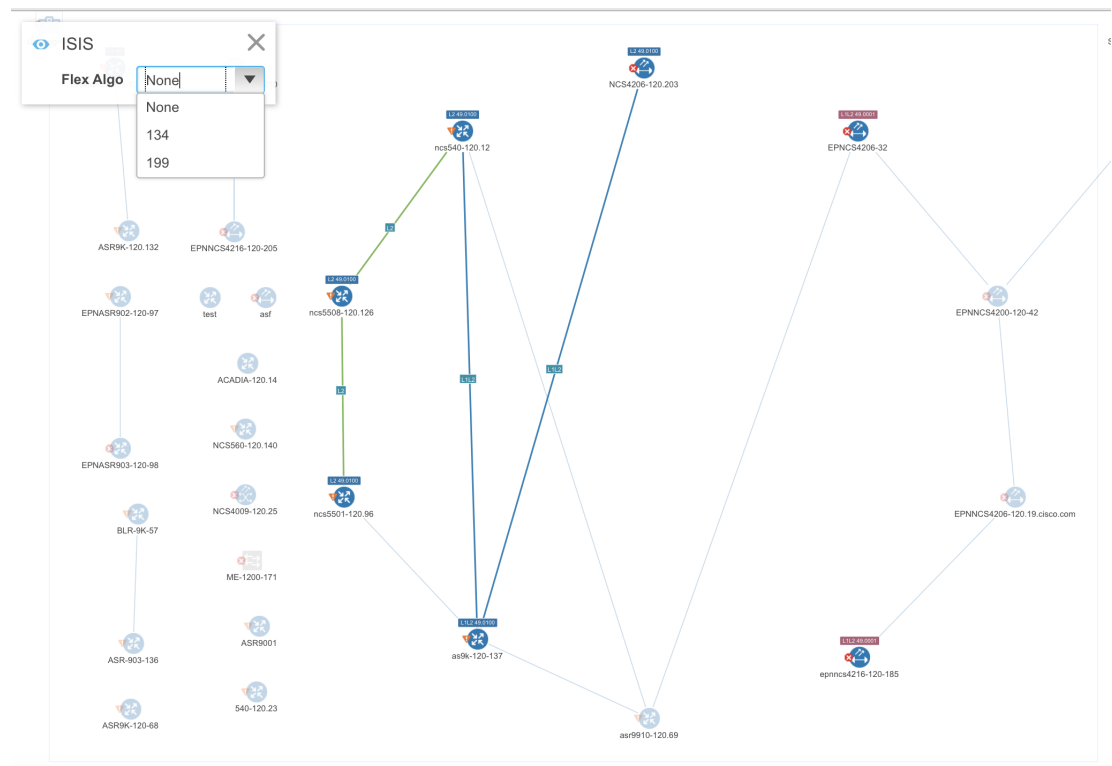 ISIS
Flex Algo
None
None
134
199
L2 49.0100
NCS4206-120.203
L2 49.0100
ncs540-120.12
L1L2 49.0001
EPNCS4206-32
L2
ASR9K-120.132
EPNNCS4216-120-205
L2 49.0100
ncs5508-120.126
EPNASR902-120-97
test
asf
EPNNCS4200-120-42
L1L2
L1L2
ACADIA-120.14
L2
NCS560-120.140
EPNASR903-120-98
L2 49.0100
ncs5501-120.96
NCS4009-120.25
EPNNCS4206-120.19.cisco.com
BLR-9K-57
ME-1200-171
L1L2 49.0100
as9k-120-137
ASR9001
L1L2 49.0001
epnncs4216-120-185
ASR-903-136
540-120.23
ASR9K-120-68
asr9910-120.69